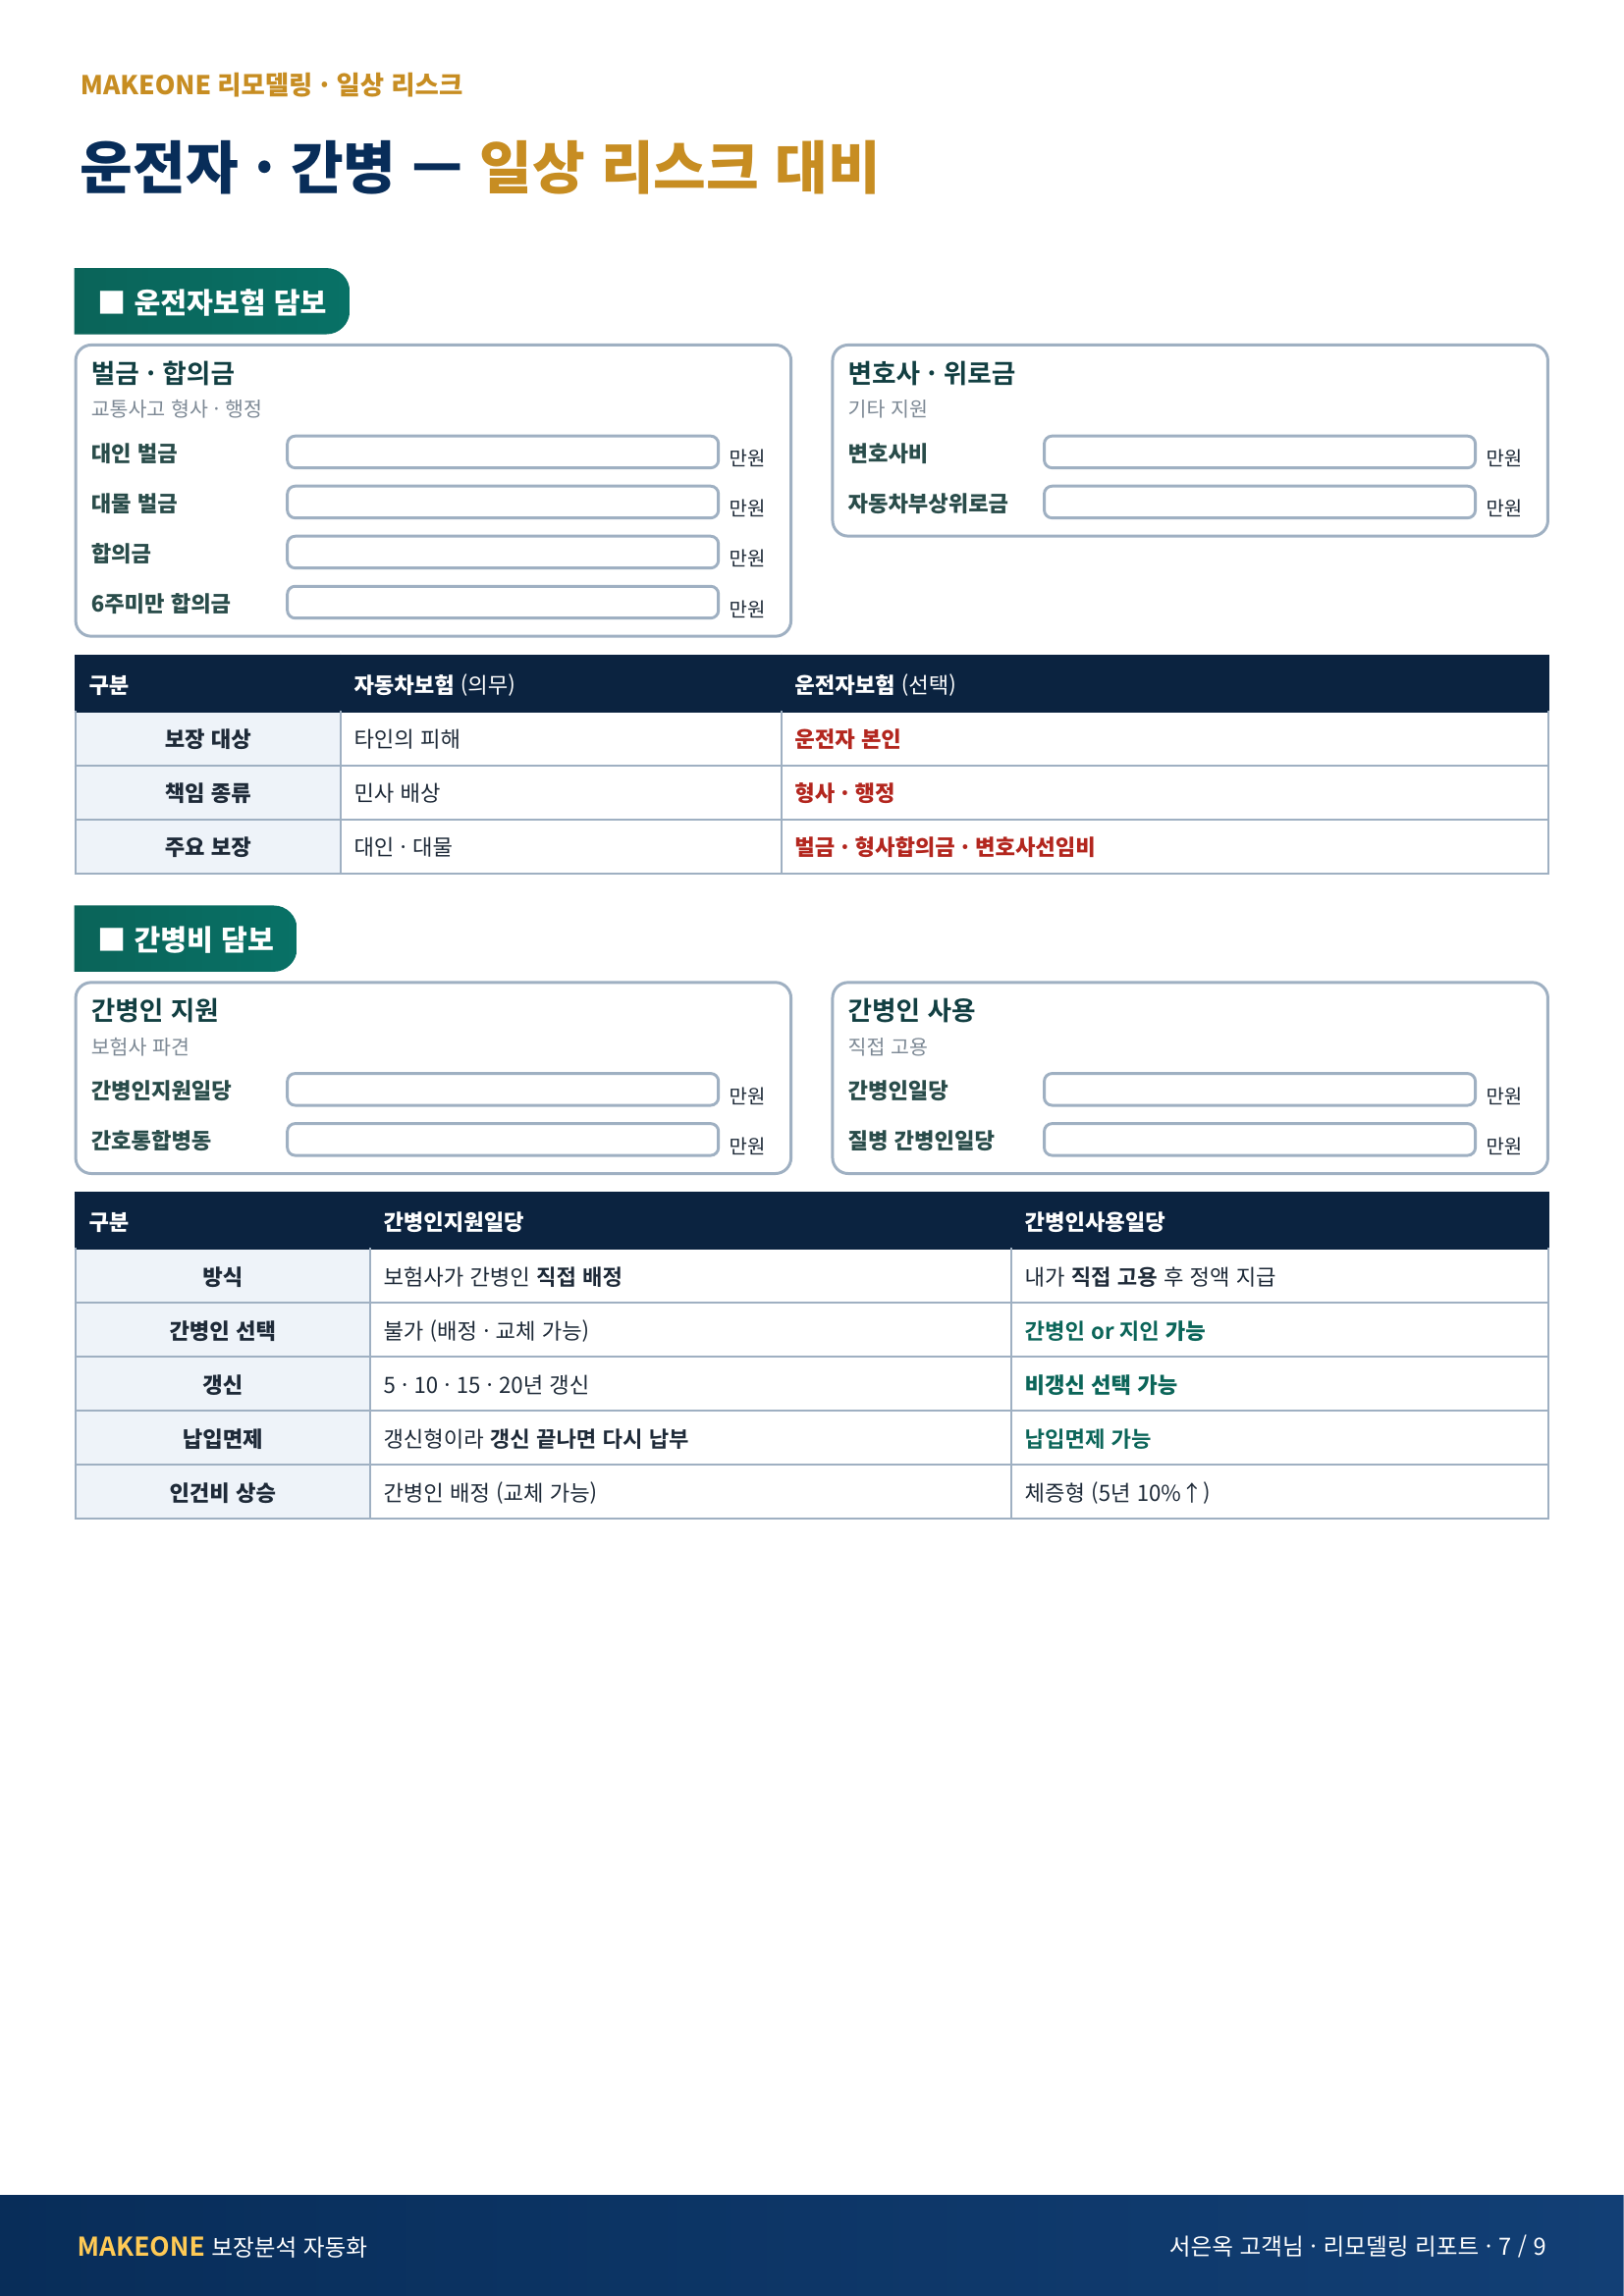 MAKEONE 리모델링 · 일상 리스크
운전자 · 간병 — 일상 리스크 대비
■ 운전자보험 담보
벌금 · 합의금
교통사고 형사 · 행정
대인 벌금 만원
대물 벌금 만원
합의금 만원
6주미만 합의금 만원
변호사 · 위로금
기타 지원
변호사비 만원
자동차부상위로금 만원
구분 자동차보험 (의무) 운전자보험 (선택)
보장 대상 타인의 피해 운전자 본인
책임 종류 민사 배상 형사 · 행정
주요 보장 대인 · 대물 벌금 · 형사합의금 · 변호사선임비
■ 간병비 담보
간병인 지원
보험사 파견
간병인지원일당 만원
간호통합병동 만원
간병인 사용
직접 고용
간병인일당 만원
질병 간병인일당 만원
구분 간병인지원일당 간병인사용일당
방식 보험사가 간병인 직접 배정 내가 직접 고용 후 정액 지급
간병인 선택 불가 (배정 · 교체 가능) 간병인 or 지인 가능
갱신 5 · 10 · 15 · 20년 갱신 비갱신 선택 가능
납입면제 갱신형이라 갱신 끝나면 다시 납부 납입면제 가능
인건비 상승 간병인 배정 (교체 가능) 체증형 (5년 10%↑)
MAKEONE 보장분석 자동화
서은옥 고객님 · 리모델링 리포트 · 7 / 9